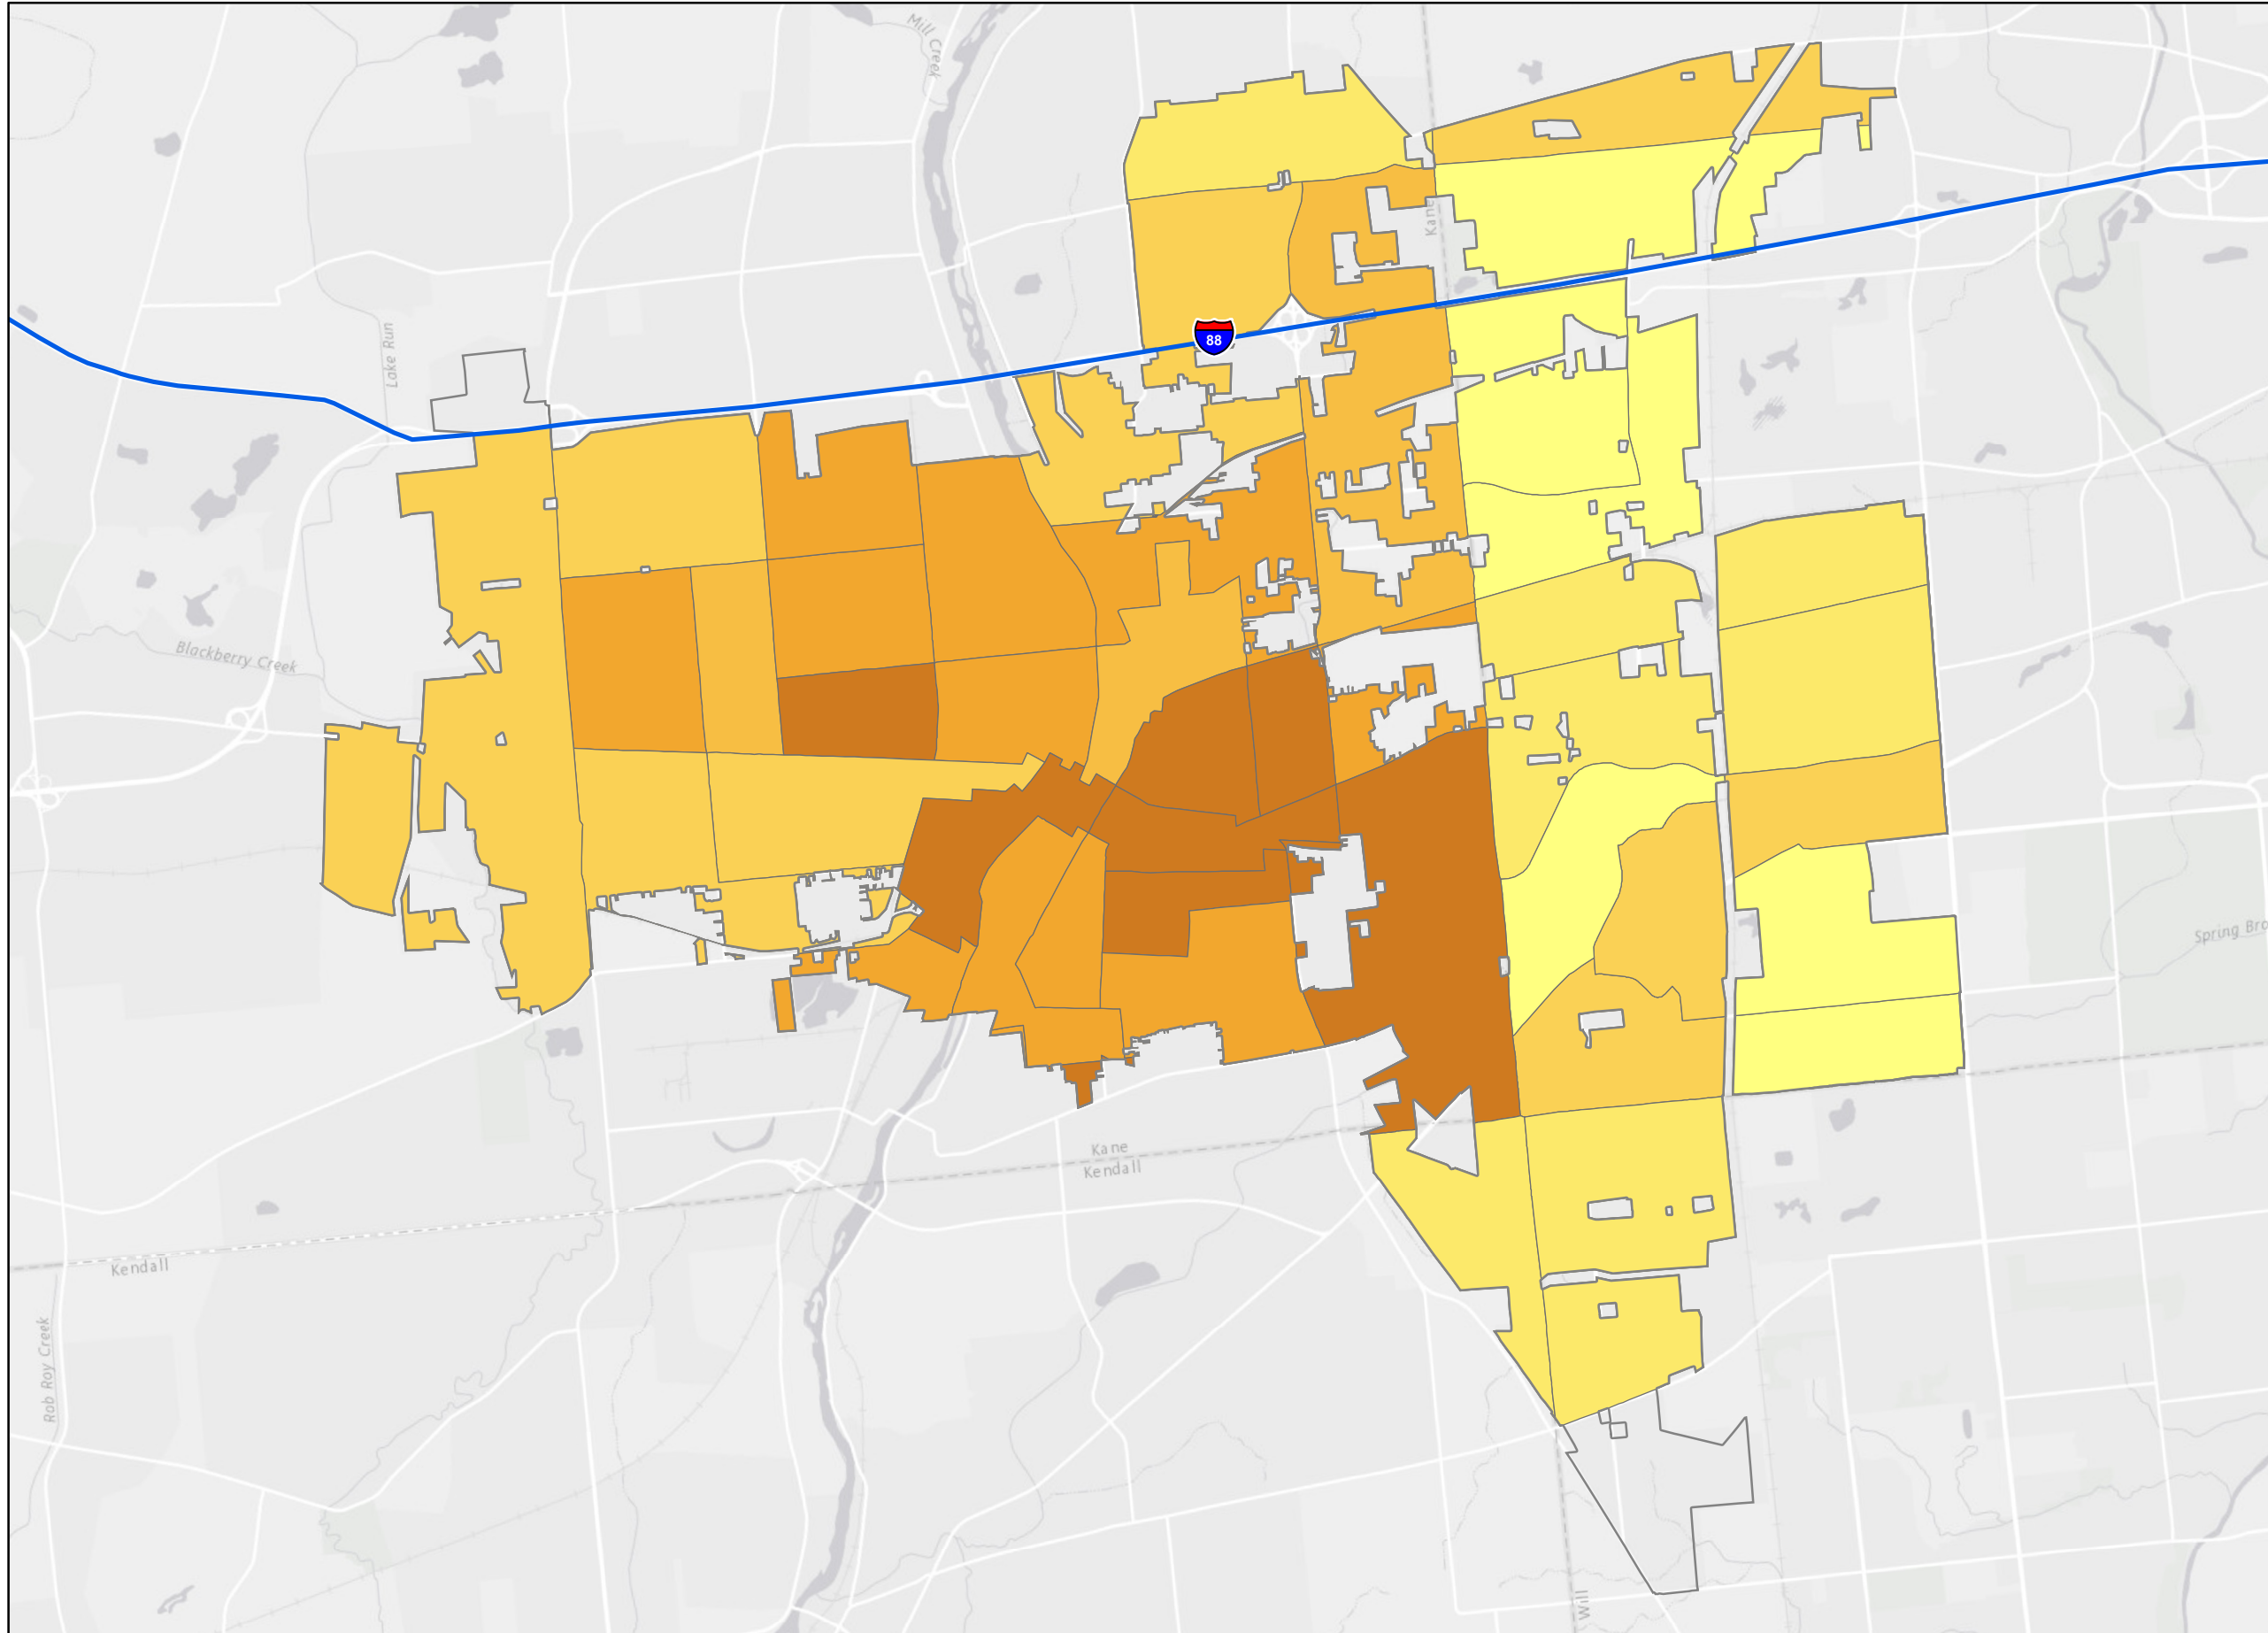 Mill Creek
Kane
Lake Run
88
Blackberry Creek
Spring Bro
Kane
Kendall
Kendall
Rob Roy Creek
Will